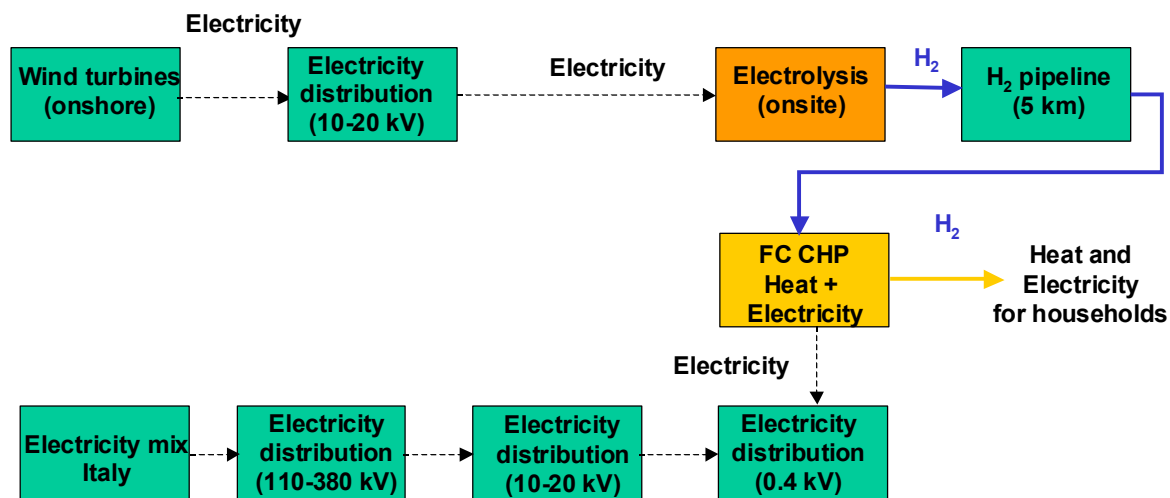 Electricity
Wind turbines
(onshore)
Electricity
distribution
(10-20 kV)
Electricity
Electrolysis
(onsite)
H₂
H₂ pipeline
(5 km)
FC CHP
Heat +
Electricity
H₂
Heat and
Electricity
for households
Electricity
Electricity mix
Italy
Electricity
distribution
(110-380 kV)
Electricity
distribution
(10-20 kV)
Electricity
distribution
(0.4 kV)